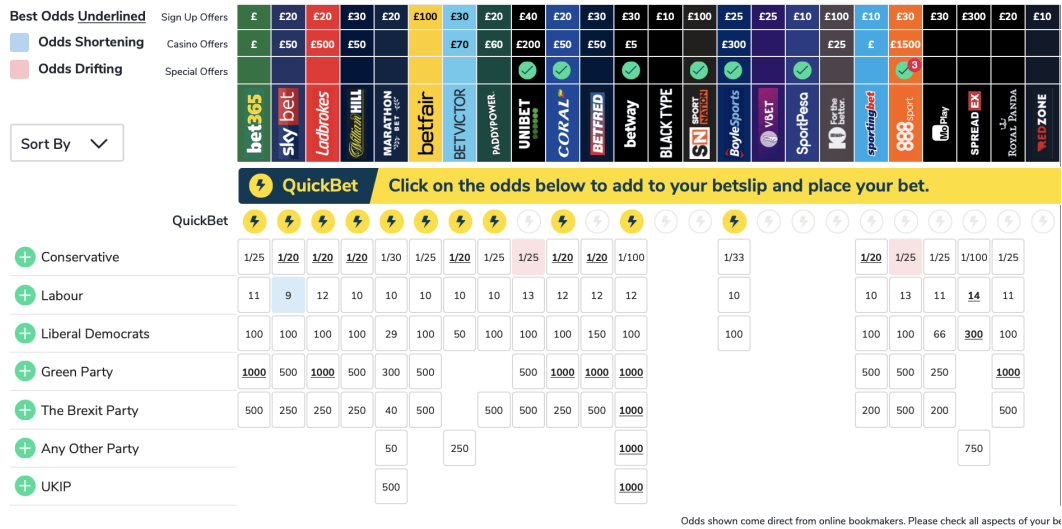 Best Odds Underlined Sign Up Offers £ £20 £20 £30 £20 £100 £30 £20 £40 £20 £30 £30 £10 £100 £25 £25 £10 £100 £10 £30 £30 £300 £20 £10
Odds Shortening Casino Offers £ £50 £500 £50 £70 £60 £200 £50 £50 £5 £300 £25 £ £1500
Odds Drifting Special Offers 3
bet365 sky bet Ladbrokes William HILL MARATHON BET betfair BETVICTOR PADDYPOWER. UNIBET CORAL BETFRED betway BLACK TYPE SN SPORT NATION BoyleSports VBET SportPesa 10 For the bettor. sportingbet 888sport MoPlay SPREAD EX ROYAL PANDA REDZONE
Sort By
QuickBet Click on the odds below to add to your betslip and place your bet.
QuickBet
Conservative 1/25 1/20 1/20 1/20 1/30 1/25 1/20 1/25 1/25 1/20 1/20 1/100 1/33 1/20 1/25 1/25 1/100 1/25
Labour 11 9 12 10 10 10 10 10 13 12 12 12 10 10 13 11 14 11
Liberal Democrats 100 100 100 100 29 100 50 100 100 100 150 100 100 100 100 66 300 100
Green Party 1000 500 1000 500 300 500 500 1000 1000 1000 500 500 250 1000
The Brexit Party 500 250 250 250 40 500 500 500 250 500 1000 200 500 200 500
Any Other Party 50 250 1000 750
UKIP 500 1000
Odds shown come direct from online bookmakers. Please check all aspects of your be